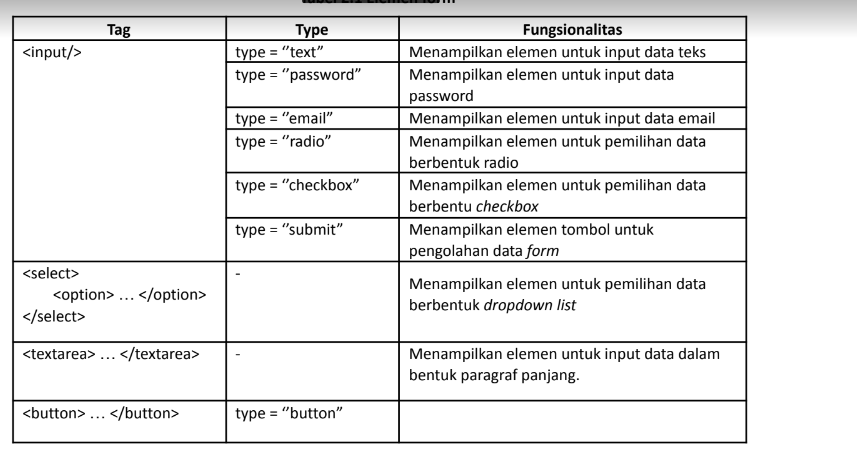 Tag Type Fungsionalitas
<input/> type = ‘’text” Menampilkan elemen untuk input data teks
type = ‘’password” Menampilkan elemen untuk input data
password
type = ‘’email” Menampilkan elemen untuk input data email
type = ‘’radio” Menampilkan elemen untuk pemilihan data
berbentuk radio
type = ‘’checkbox” Menampilkan elemen untuk pemilihan data
berbentu checkbox
type = ‘’submit” Menampilkan elemen tombol untuk
pengolahan data form
<select> -
<option> ... </option> Menampilkan elemen untuk pemilihan data
</select> berbentuk dropdown list
<textarea> ... </textarea> - Menampilkan elemen untuk input data dalam
bentuk paragraf panjang.
<button> ... </button> type = ‘’button”